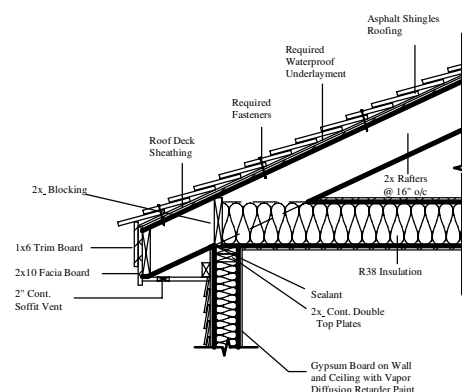 Asphalt Shingles
Roofing
Required
Waterproof
Underlayment
Required
Fasteners
Roof Deck
Sheathing
2x_ Blocking
2x Rafters
@ 16" o/c
1x6 Trim Board
2x10 Facia Board
R38 Insulation
2" Cont.
Soffit Vent
Sealant
2x_ Cont. Double
Top Plates
Gypsum Board on Wall
and Ceiling with Vapor
Diffusion Retarder Paint